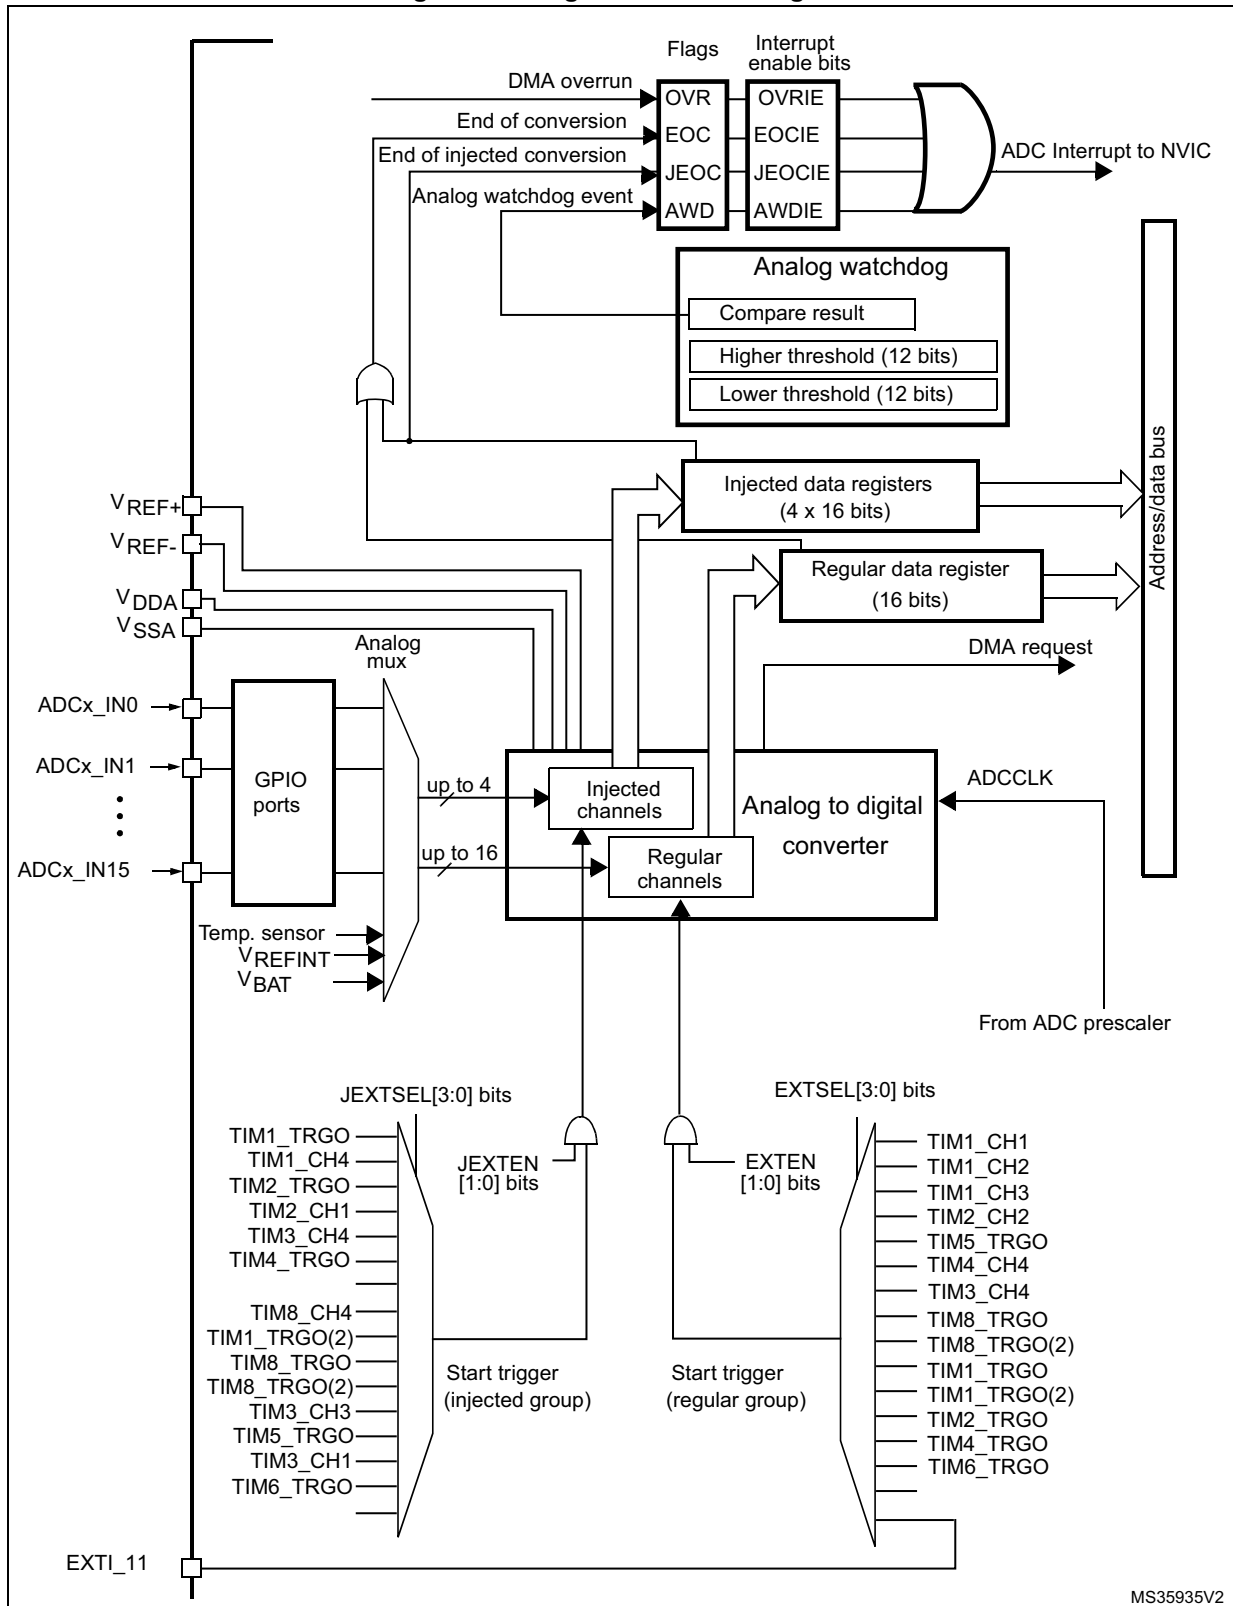 Flags
Interrupt
enable bits
DMA overrun
OVR
OVRIE
End of conversion
EOC
EOCIE
ADC Interrupt to NVIC
End of injected conversion
JEOC
JEOCIE
Analog watchdog event
AWD
AWDIE
Analog watchdog
Compare result
Higher threshold (12 bits)
Lower threshold (12 bits)
Address/data bus
Injected data registers
(4 x 16 bits)
VREF+
VREF-
Regular data register
(16 bits)
VDDA
VSSA
Analog
mux
DMA request
ADCx_IN0
ADCx_IN1
ADCx_IN15
GPIO
ports
up to 4
Injected
channels
Analog to digital
converter
ADCCLK
up to 16
Regular
channels
Temp. sensor
VREFINT
VBAT
From ADC prescaler
JEXTSEL[3:0] bits
EXTSEL[3:0] bits
TIM1_TRGO
TIM1_CH4
TIM2_TRGO
TIM2_CH1
TIM3_CH4
TIM4_TRGO
TIM8_CH4
TIM1_TRGO(2)
TIM8_TRGO
TIM8_TRGO(2)
TIM3_CH3
TIM5_TRGO
TIM3_CH1
TIM6_TRGO
JEXTEN
[1:0] bits
EXTEN
[1:0] bits
Start trigger
(injected group)
Start trigger
(regular group)
TIM1_CH1
TIM1_CH2
TIM1_CH3
TIM2_CH2
TIM5_TRGO
TIM4_CH4
TIM3_CH4
TIM8_TRGO
TIM8_TRGO(2)
TIM1_TRGO
TIM1_TRGO(2)
TIM2_TRGO
TIM4_TRGO
TIM6_TRGO
EXTI_11
MS35935V2